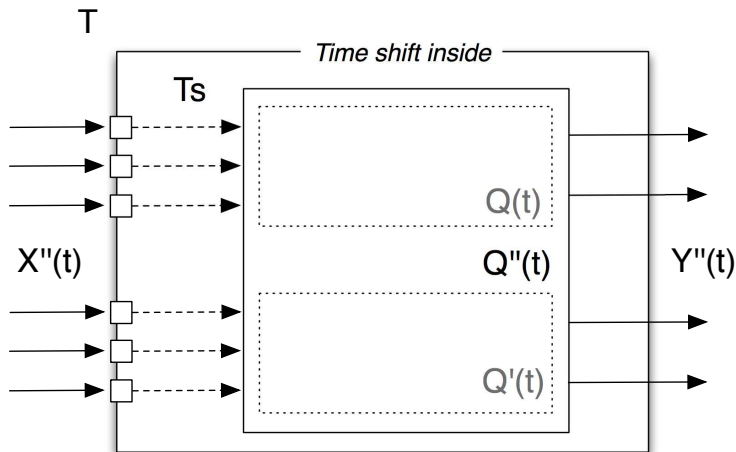 T
Time shift inside
Ts
Q(t)
X"(t)
Q"(t)
Y"(t)
Q'(t)